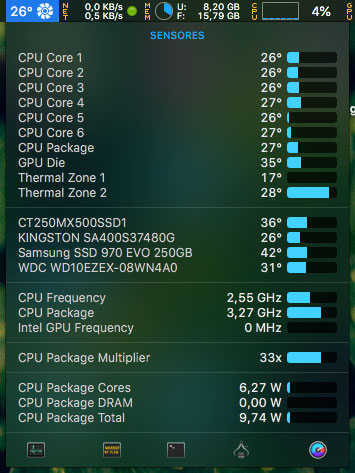 26° NET 0,0 KB/s 0,5 KB/s MEM U: 8,20 GB F: 15,79 GB CPU 4% GPU
SENSORES
CPU Core 1 26°
CPU Core 2 26°
CPU Core 3 26°
CPU Core 4 27°
CPU Core 5 26°
CPU Core 6 27°
CPU Package 27°
GPU Die 35°
Thermal Zone 1 17°
Thermal Zone 2 28°
CT250MX500SSD1 36°
KINGSTON SA400S37480G 26°
Samsung SSD 970 EVO 250GB 42°
WDC WD10EZEX-08WN4A0 31°
CPU Frequency 2,55 GHz
CPU Package 3,27 GHz
Intel GPU Frequency 0 MHz
CPU Package Multiplier 33x
CPU Package Cores 6,27 W
CPU Package DRAM 0,00 W
CPU Package Total 9,74 W